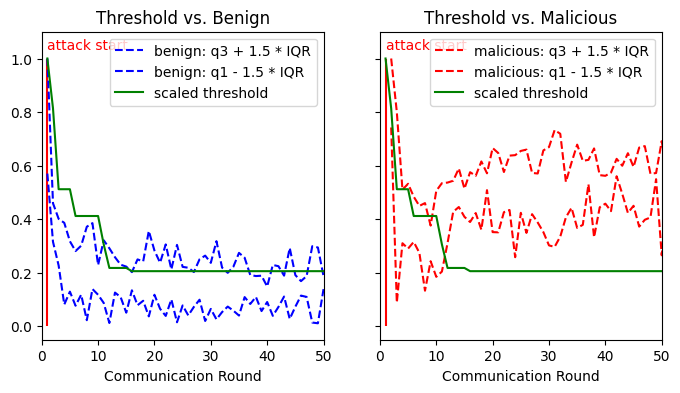 Threshold vs. Benign
attack start
benign: q3 + 1.5 * IQR
benign: q1 - 1.5 * IQR
scaled threshold
1.0
0.8
0.6
0.4
0.2
0.0
0 10 20 30 40 50
Communication Round
Threshold vs. Malicious
attack start
malicious: q3 + 1.5 * IQR
malicious: q1 - 1.5 * IQR
scaled threshold
0 10 20 30 40 50
Communication Round